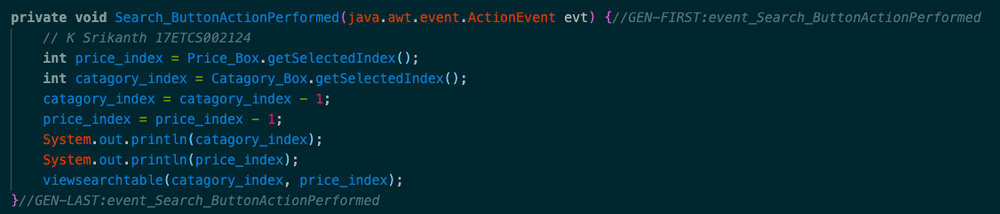 private void Search_ButtonActionPerformed(java.awt.event.ActionEvent evt) {//GEN-FIRST:event_Search_ButtonActionPerformed
    // K Srikanth 17ETCS002124
    int price_index = Price_Box.getSelectedIndex();
    int catagory_index = Catagory_Box.getSelectedIndex();
    catagory_index = catagory_index - 1;
    price_index = price_index - 1;
    System.out.println(catagory_index);
    System.out.println(price_index);
    viewsearchtable(catagory_index, price_index);
}//GEN-LAST:event_Search_ButtonActionPerformed